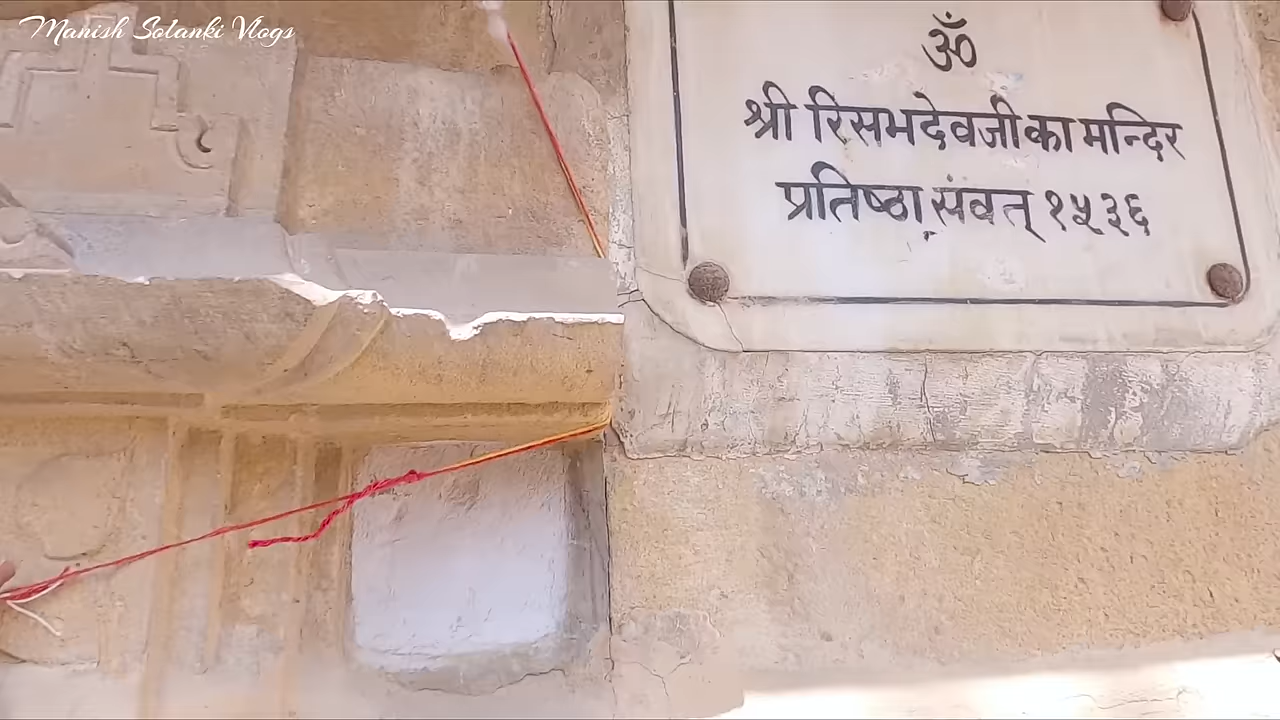 Manish Solanki Vlogs
ॐ
श्री रिसभदेवजी का मन्दिर
प्रतिष्ठा संवत् १५३६